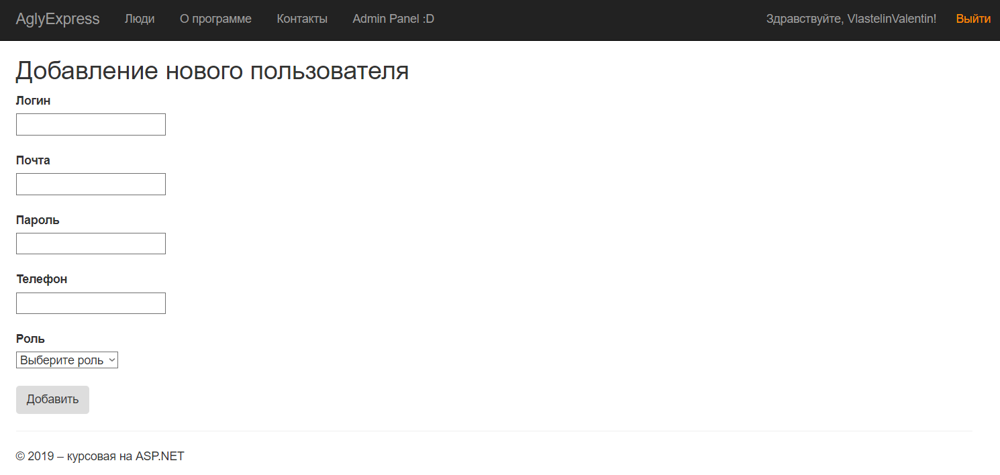 AglyExpress Люди О программе Контакты Admin Panel :D Здравствуйте, VlastelinValentin! Выйти
Добавление нового пользователя
Логин
Почта
Пароль
Телефон
Роль
Выберите роль
Добавить
© 2019 – курсовая на ASP.NET